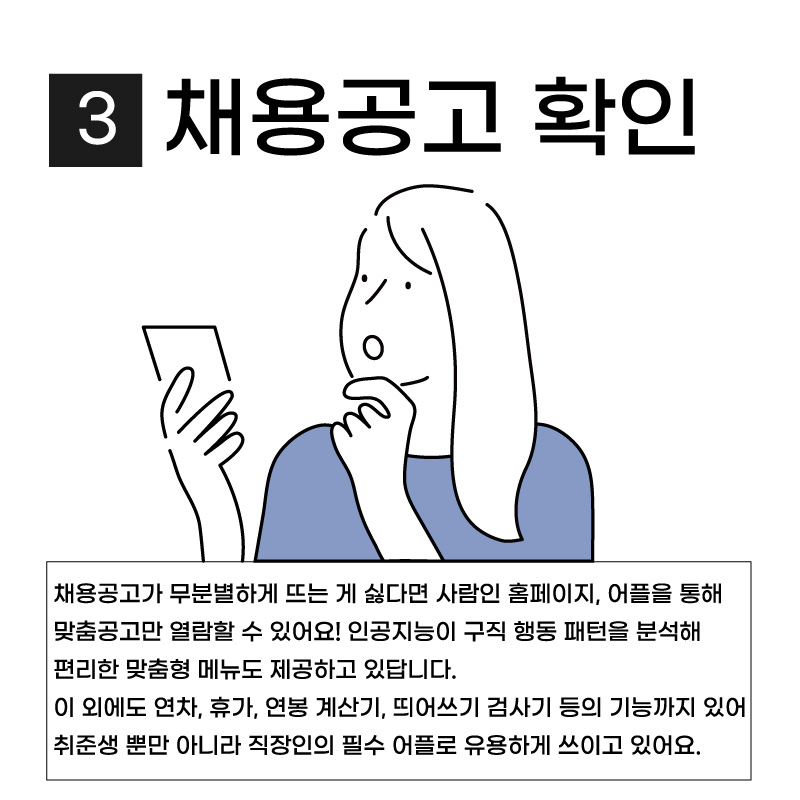 3 채용공고 확인
채용공고가 무분별하게 뜨는 게 싫다면 사람인 홈페이지, 어플을 통해
맞춤공고만 열람할 수 있어요! 인공지능이 구직 행동 패턴을 분석해
편리한 맞춤형 메뉴도 제공하고 있답니다.
이 외에도 연차, 휴가, 연봉 계산기, 띄어쓰기 검사기 등의 기능까지 있어
취준생 뿐만 아니라 직장인의 필수 어플로 유용하게 쓰이고 있어요.